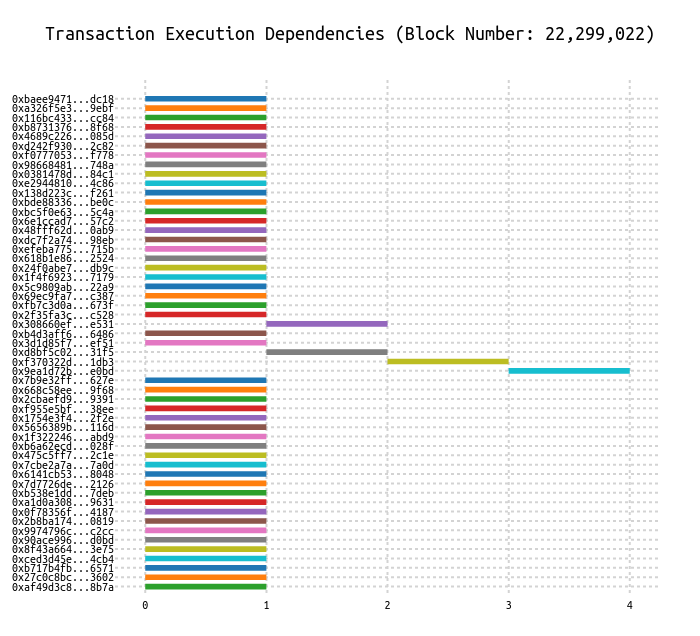 Transaction Execution Dependencies (Block Number: 22,299,022)
0xbaee9471...dc18
0xa326f5e3...9ebf
0x116bc433...cc84
0xb8731376...8f68
0x4689c226...085d
0xd242f930...2c82
0xf0777053...f778
0x98668481...748a
0x0381478d...84c1
0xe2944810...4c86
0x138d223c...f261
0xbde88336...be0c
0xbc5f0e63...5c4a
0x6e1ccad7...57c2
0x48fff62d...0ab9
0xdc7f2a74...98eb
0xefeba775...715b
0x618b1e86...2524
0x24f0abe7...db9c
0x1f4f6923...7179
0x5c9809ab...22a9
0x69ec9fa7...c387
0xfb7c3d0a...673f
0x2f35fa3c...c528
0x308660ef...e531
0xb4d3aff6...6486
0x3d1d85f7...ef51
0xd8bf5c02...31f5
0xf370322d...1db3
0x9ea1d72b...e0bd
0x7b9e32ff...627e
0x668c58ee...9f68
0x2cbaefd9...9391
0xf955e5bf...38ee
0x1754e3f4...2f2e
0x5656389b...116d
0x1f322246...abd9
0xb6a62ecd...028f
0x475c5ff7...2c1e
0x7cbe2a7a...7a0d
0x6141cb53...8048
0x7d7726de...2126
0xb538e1dd...7deb
0xa1d0a308...9631
0x0f78356f...4187
0x2b8ba174...0819
0x9974796c...c2cc
0x90ace996...d0bd
0x8f43a664...3e75
0xced3d45e...4cb4
0xb717b4fb...6571
0x27c0c8bc...3602
0xaf49d3c8...8b7a
0 1 2 3 4